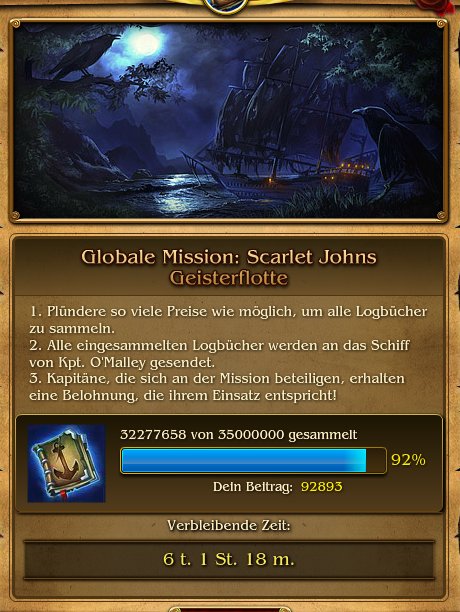 Globale Mission: Scarlet Johns
Geisterflotte
1. Plündere so viele Preise wie möglich, um alle Logbücher
zu sammeln.
2. Alle eingesammelten Logbücher werden an das Schiff
von Kpt. O'Malley gesendet.
3. Kapitäne, die sich an der Mission beteiligen, erhalten
eine Belohnung, die ihrem Einsatz entspricht!
32277658 von 35000000 gesammelt
92%
Dein Beitrag: 92893
Verbleibende Zeit:
6 t. 1 St. 18 m.